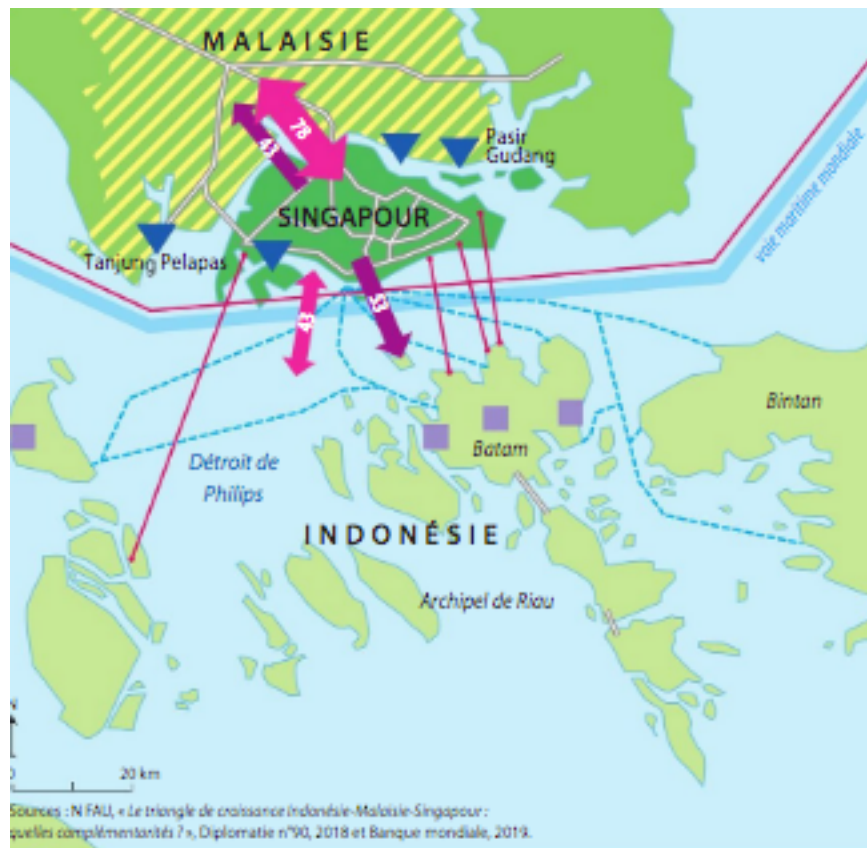 MALAISIE
78
43
Pasir
Gudang
voie maritime mondiale
SINGAPOUR
Tanjung Pelapas
43
53
Bintan
Batam
Détroit de
Philips
INDONÉSIE
Archipel de Riau
N
0
20 km
Sources : N FAU, « Le triangle de croissance Indonésie-Malaisie-Singapour :
quelles complémentarités ? », Diplomatie n°90, 2018 et Banque mondiale, 2019.